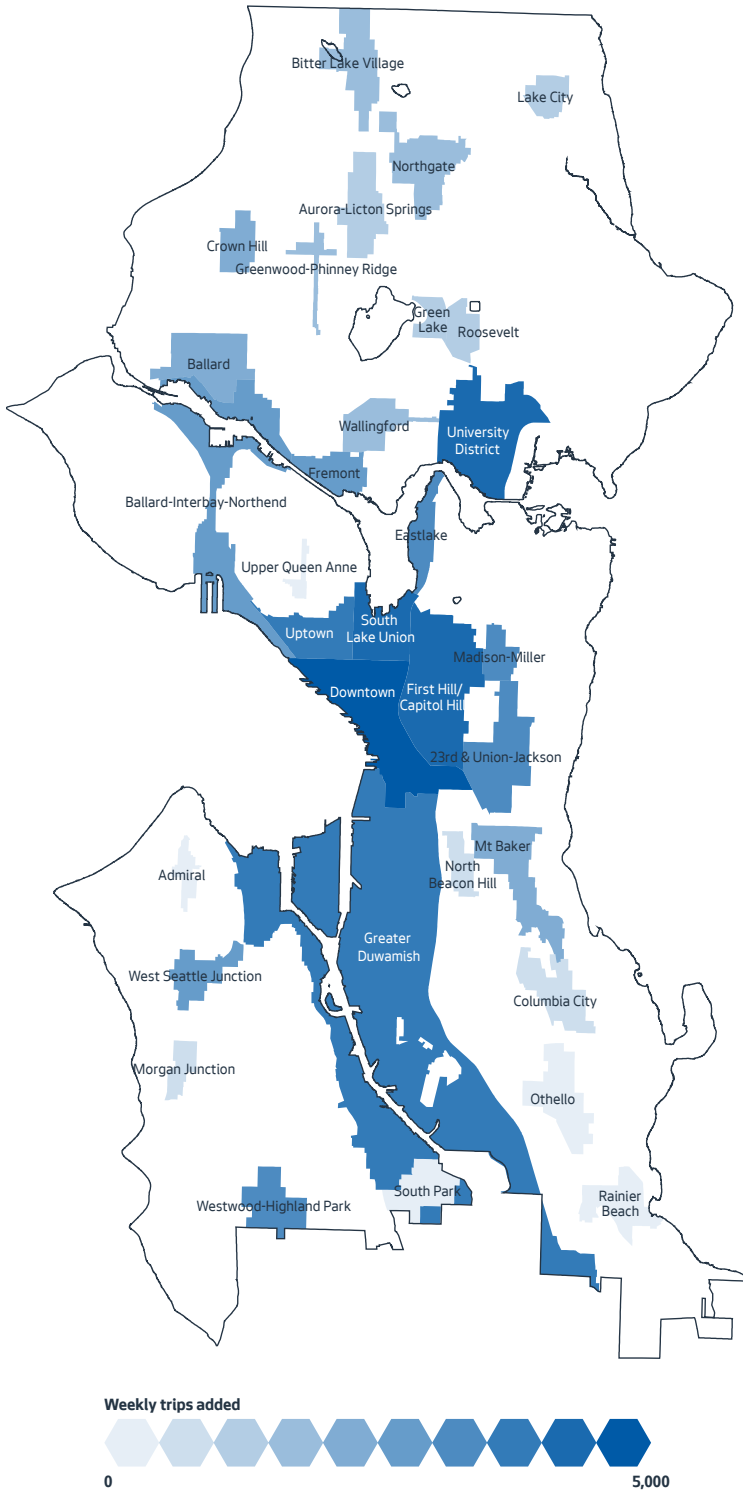 Bitter Lake Village
Lake City
Northgate
Aurora-Licton Springs
Crown Hill
Greenwood-Phinney Ridge
Green
Lake
Roosevelt
Ballard
Wallingford
University
District
Fremont
Ballard-Interbay-Northend
Eastlake
Upper Queen Anne
South
Lake Union
Uptown
Madison-Miller
Downtown
First Hill/
Capitol Hill
23rd & Union-Jackson
Mt Baker
North
Beacon Hill
Admiral
Greater
Duwamish
West Seattle Junction
Columbia City
Morgan Junction
Othello
South Park
Rainier
Beach
Westwood-Highland Park
Weekly trips added
0
5,000